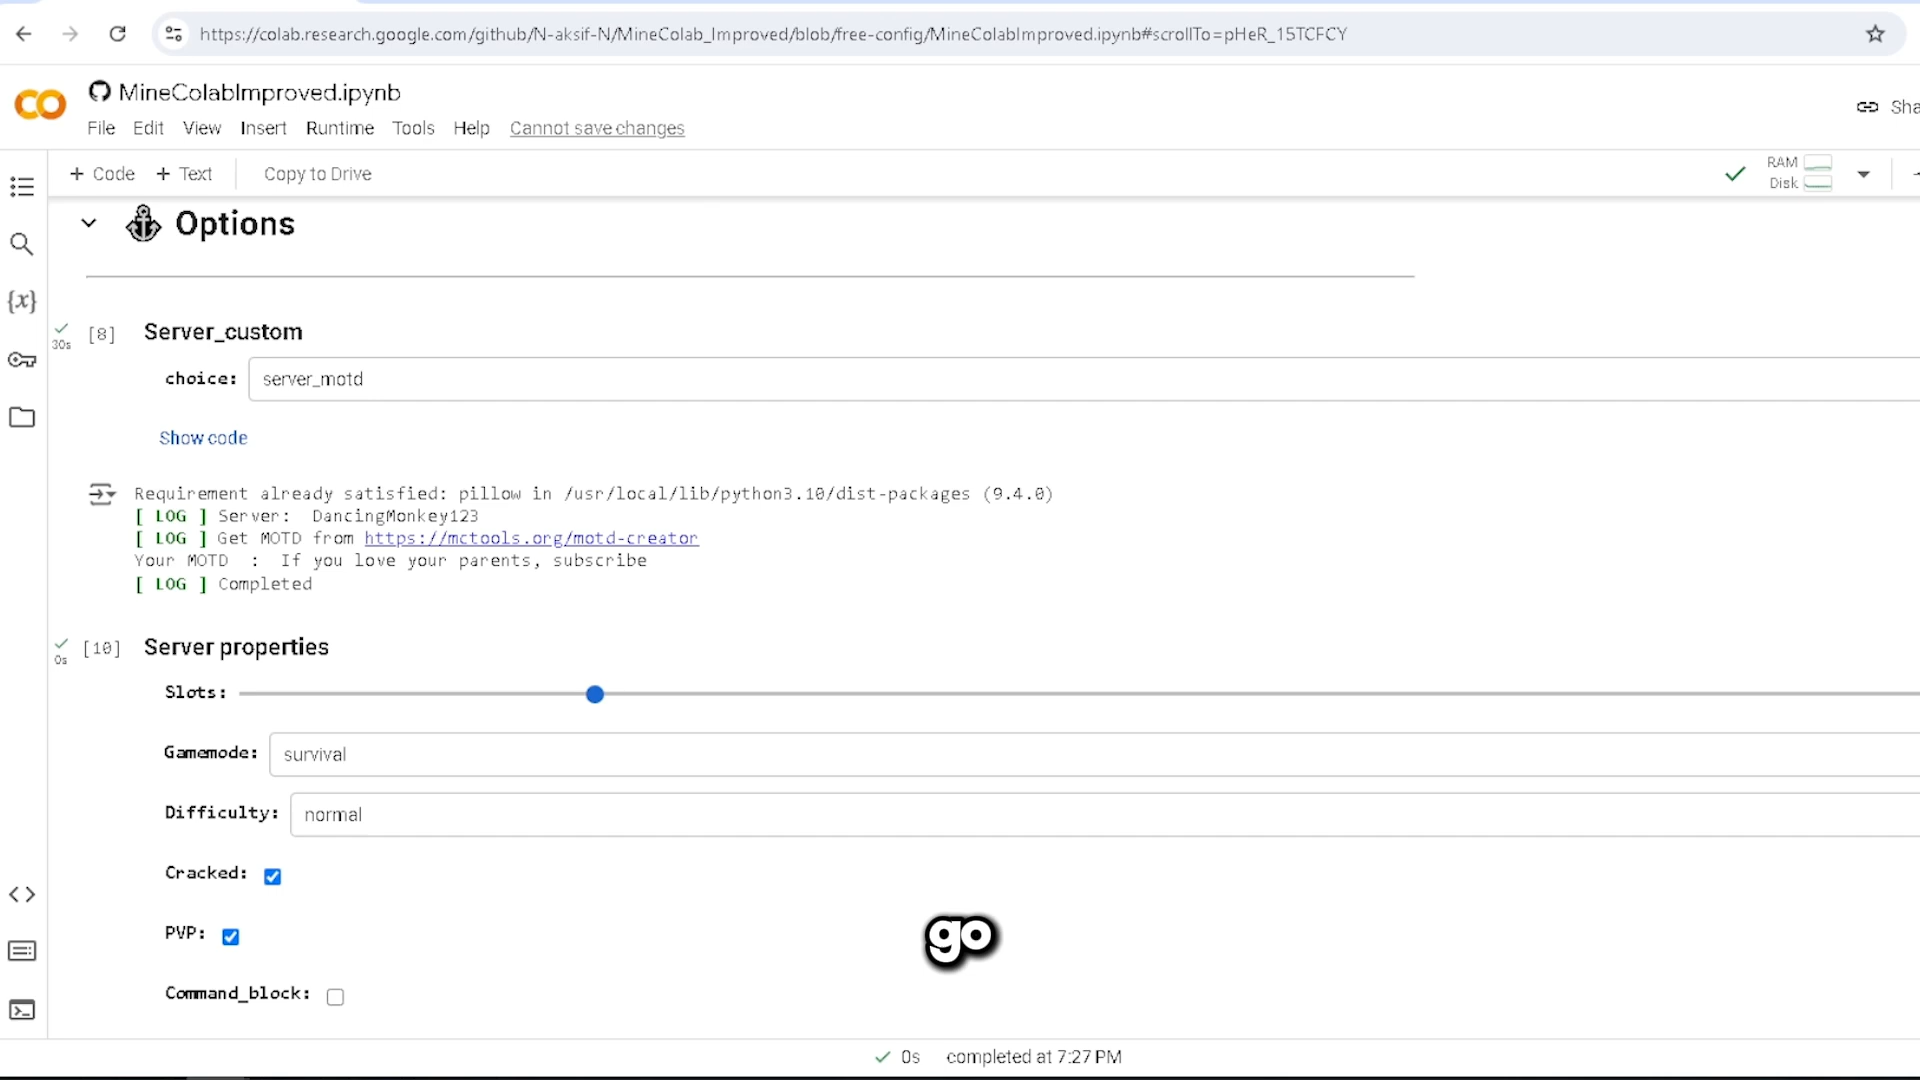 https://colab.research.google.com/github/N-aksif-N/MineColab_Improved/blob/free-config/MineColabImproved.ipynb#scrollTo=pHeR_15TCFCY
MineColabImproved.ipynb
Sha
File Edit View Insert Runtime Tools Help Cannot save changes
+ Code + Text Copy to Drive
RAM
Disk
Options
[8] Server_custom
30s
choice: server_motd
Show code
Requirement already satisfied: pillow in /usr/local/lib/python3.10/dist-packages (9.4.0)
[ LOG ] Server: DancingMonkey123
[ LOG ] Get MOTD from https://mctools.org/motd-creator
Your MOTD : If you love your parents, subscribe
[ LOG ] Completed
[10] Server properties
0s
Slots:
Gamemode: survival
Difficulty: normal
Cracked:
PVP:
go
Command_block:
0s completed at 7:27 PM